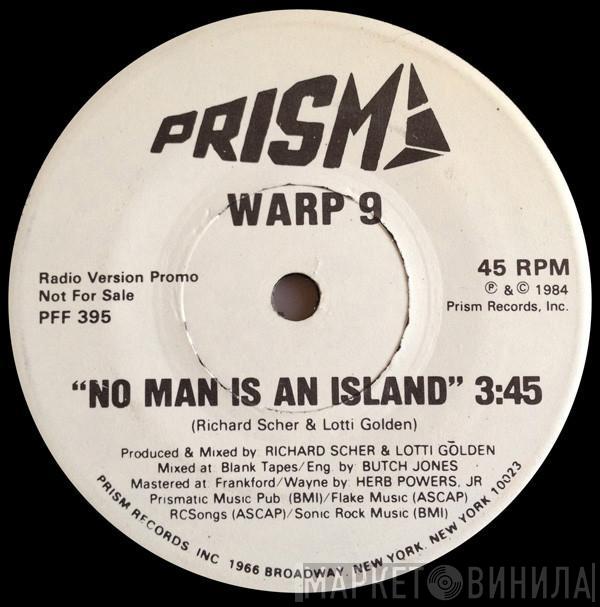 PRISM
WARP 9
Radio Version Promo
Not For Sale
PFF 395
45 RPM
Ⓟ & © 1984
Prism Records, Inc.
"NO MAN IS AN ISLAND" 3:45
(Richard Scher & Lotti Golden)
Produced & Mixed by: RICHARD SCHER & LOTTI GOLDEN
Mixed at: Blank Tapes/Eng. by: BUTCH JONES
Mastered at: Frankford/Wayne by: HERB POWERS, JR
Prismatic Music Pub (BMI)/Flake Music (ASCAP)
RCSongs (ASCAP)/Sonic Rock Music (BMI)
PRISM RECORDS INC 1966 BROADWAY, NEW YORK, NEW YORK 10023
МАРКЕТ ВИНИЛА